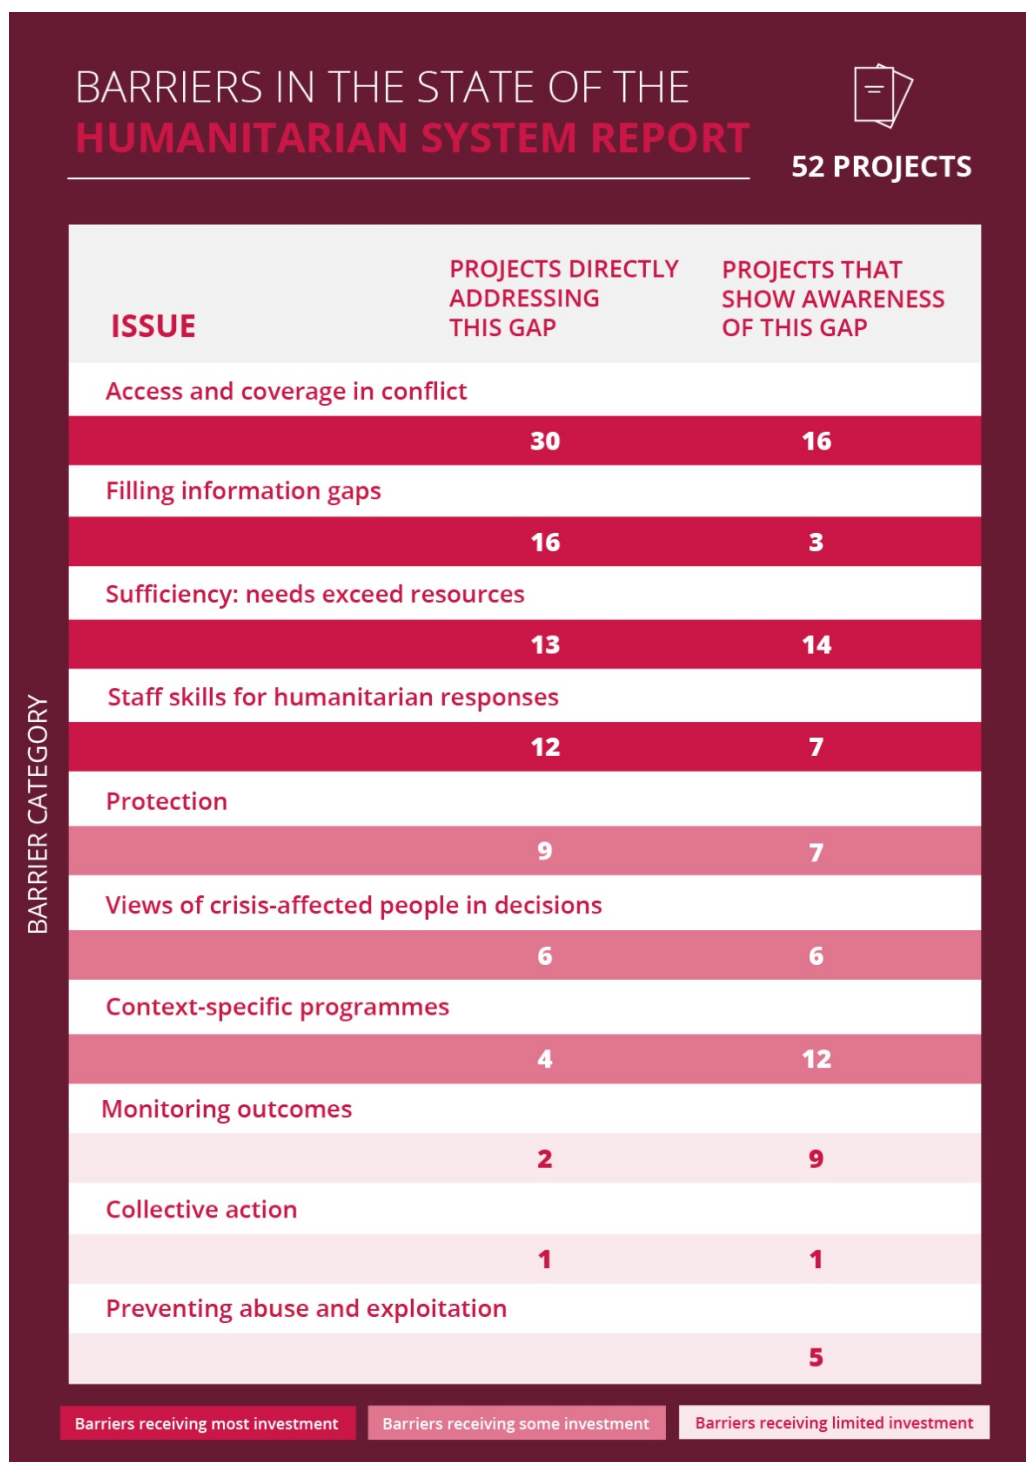 BARRIERS IN THE STATE OF THE
HUMANITARIAN SYSTEM REPORT
52 PROJECTS
ISSUE
PROJECTS DIRECTLY
ADDRESSING
THIS GAP
PROJECTS THAT
SHOW AWARENESS
OF THIS GAP
BARRIER CATEGORY
Access and coverage in conflict
30 16
Filling information gaps
16 3
Sufficiency: needs exceed resources
13 14
Staff skills for humanitarian responses
12 7
Protection
9 7
Views of crisis-affected people in decisions
6 6
Context-specific programmes
4 12
Monitoring outcomes
2 9
Collective action
1 1
Preventing abuse and exploitation
5
Barriers receiving most investment
Barriers receiving some investment
Barriers receiving limited investment